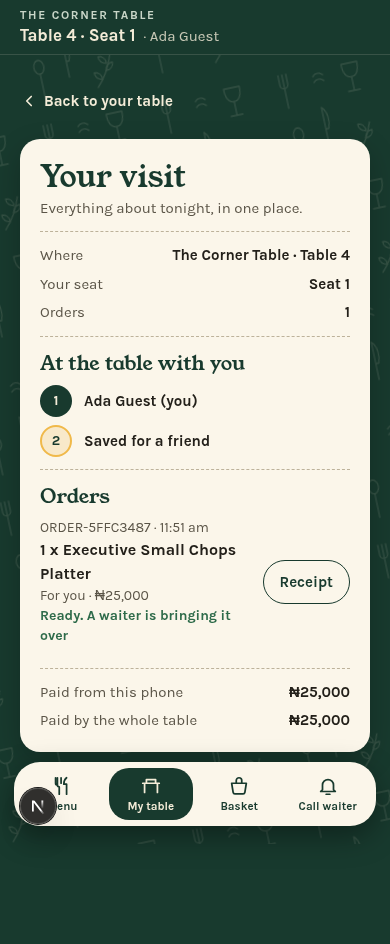 THE CORNER TABLE
Table 4 · Seat 1 · Ada Guest
Back to your table
Your visit
Everything about tonight, in one place.
Where The Corner Table · Table 4
Your seat Seat 1
Orders 1
At the table with you
1 Ada Guest (you)
2 Saved for a friend
Orders
ORDER-5FFC3487 · 11:51 am
1 x Executive Small Chops
Platter
For you · ₦25,000
Ready. A waiter is bringing it
over
Receipt
Paid from this phone ₦25,000
Paid by the whole table ₦25,000
N
enu My table Basket Call waiter